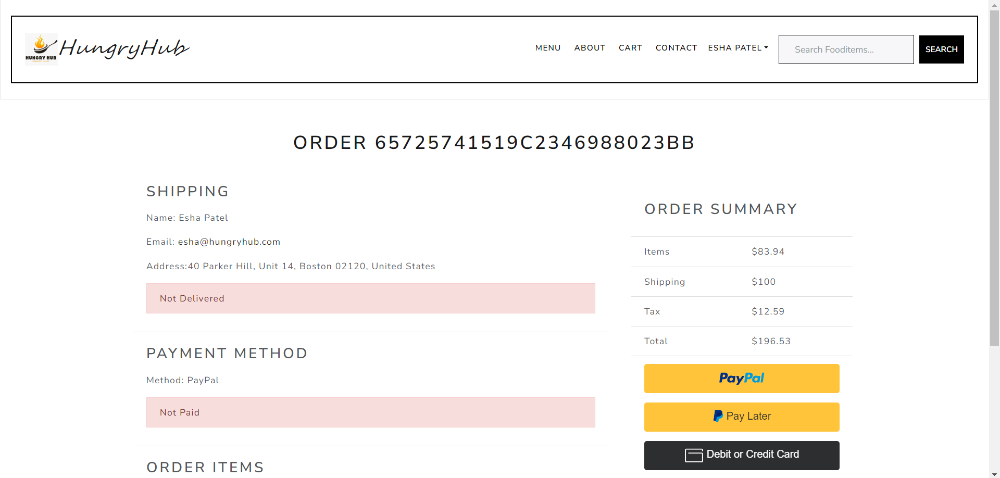 HUNGRY HUB
HungryHub
MENU ABOUT CART CONTACT ESHA PATEL Search Fooditems... SEARCH
ORDER 65725741519C2346988023BB
SHIPPING
Name: Esha Patel
Email: esha@hungryhub.com
Address:40 Parker Hill, Unit 14, Boston 02120, United States
Not Delivered
PAYMENT METHOD
Method: PayPal
Not Paid
ORDER ITEMS
ORDER SUMMARY
Items $83.94
Shipping $100
Tax $12.59
Total $196.53
PayPal
Pay Later
Debit or Credit Card